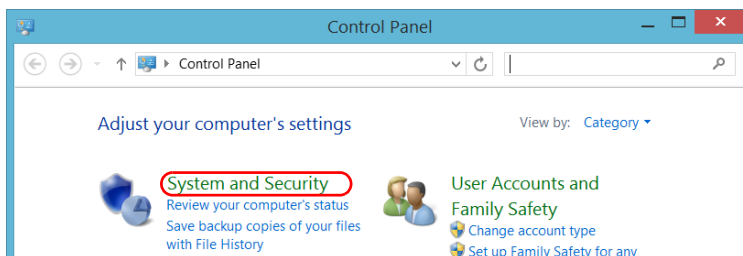 Control Panel
Control Panel
Adjust your computer's settings
View by: Category
System and Security
Review your computer's status
Save backup copies of your files
with File History
User Accounts and
Family Safety
Change account type
Set up Family Safety for any